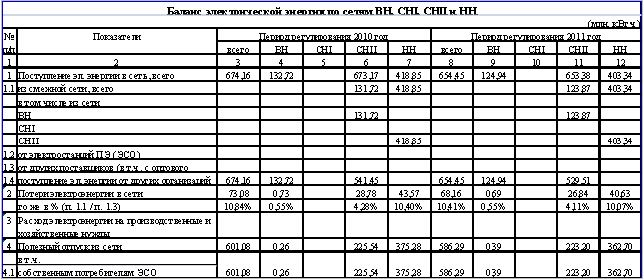 Баланс электрической энергии по сетям ВН, СНI, СНII и НН
(млн. кВтч.)
№ п/п Показатели Период регулирования 2010 год Период регулирования 2011 год
всего ВН СНI СНII НН всего ВН СНI СНII НН
1 2 3 4 5 6 7 8 9 10 11 12
1 Поступление эл. энергии в сеть, всего 674,16 132,72 673,17 418,85 654,45 124,94 653,38 403,34
1.1 из смежной сети, всего 131,72 418,85 123,87 403,34
в том числе из сети
ВН 131,72 123,87
СНI
СНII 418,85 403,34
1.2 от электростанций ПЭ (ЭСО)
1.3 от других поставщиков (в т.ч. с оптового
1.4 поступление эл. энергии от других организаций 674,16 132,72 541,45 654,45 124,94 529,51
2 Потери электроэнергии в сети 73,08 0,73 28,78 43,57 68,16 0,69 26,84 40,63
то же в % (п. 1.1 / п. 1.3) 10,84% 0,55% 4,28% 10,40% 10,41% 0,55% 4,11% 10,07%
3 Расход электроэнергии на производственные и
хозяйственные нужды
4 Полезный отпуск из сети 601,08 0,26 225,54 375,28 586,29 0,39 223,20 362,70
в т.ч.
4.1 собственным потребителям ЭСО 601,08 0,26 225,54 375,28 586,29 0,39 223,20 362,70